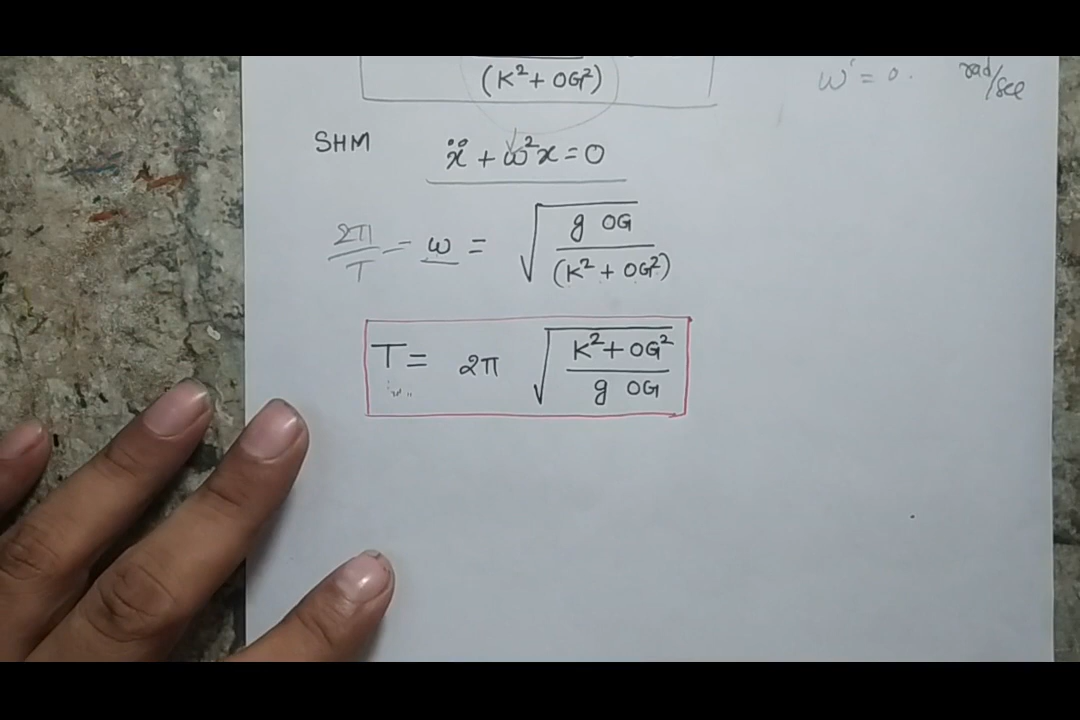 (K² + OG²)
ω' = 0. rad/sec
SHM ẍ + ω²x = 0
2π/T = ω = √(g OG / (K² + OG²))
T = 2π √(K² + OG² / g OG)